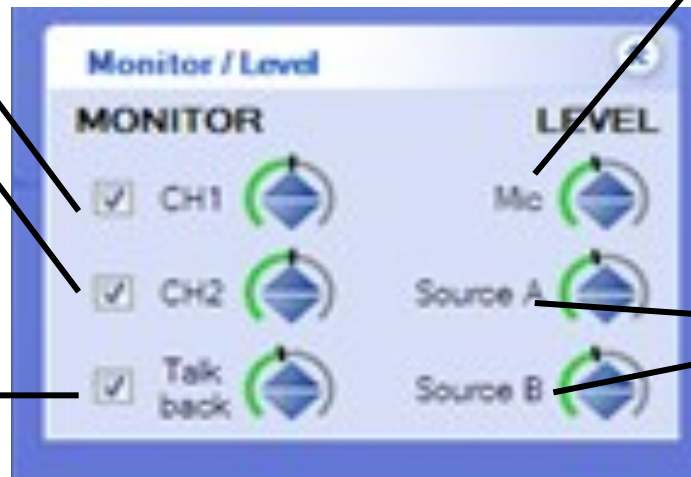 Monitor / Level
MONITOR LEVEL
CH1 Mic
CH2 Source A
Talk
back Source B